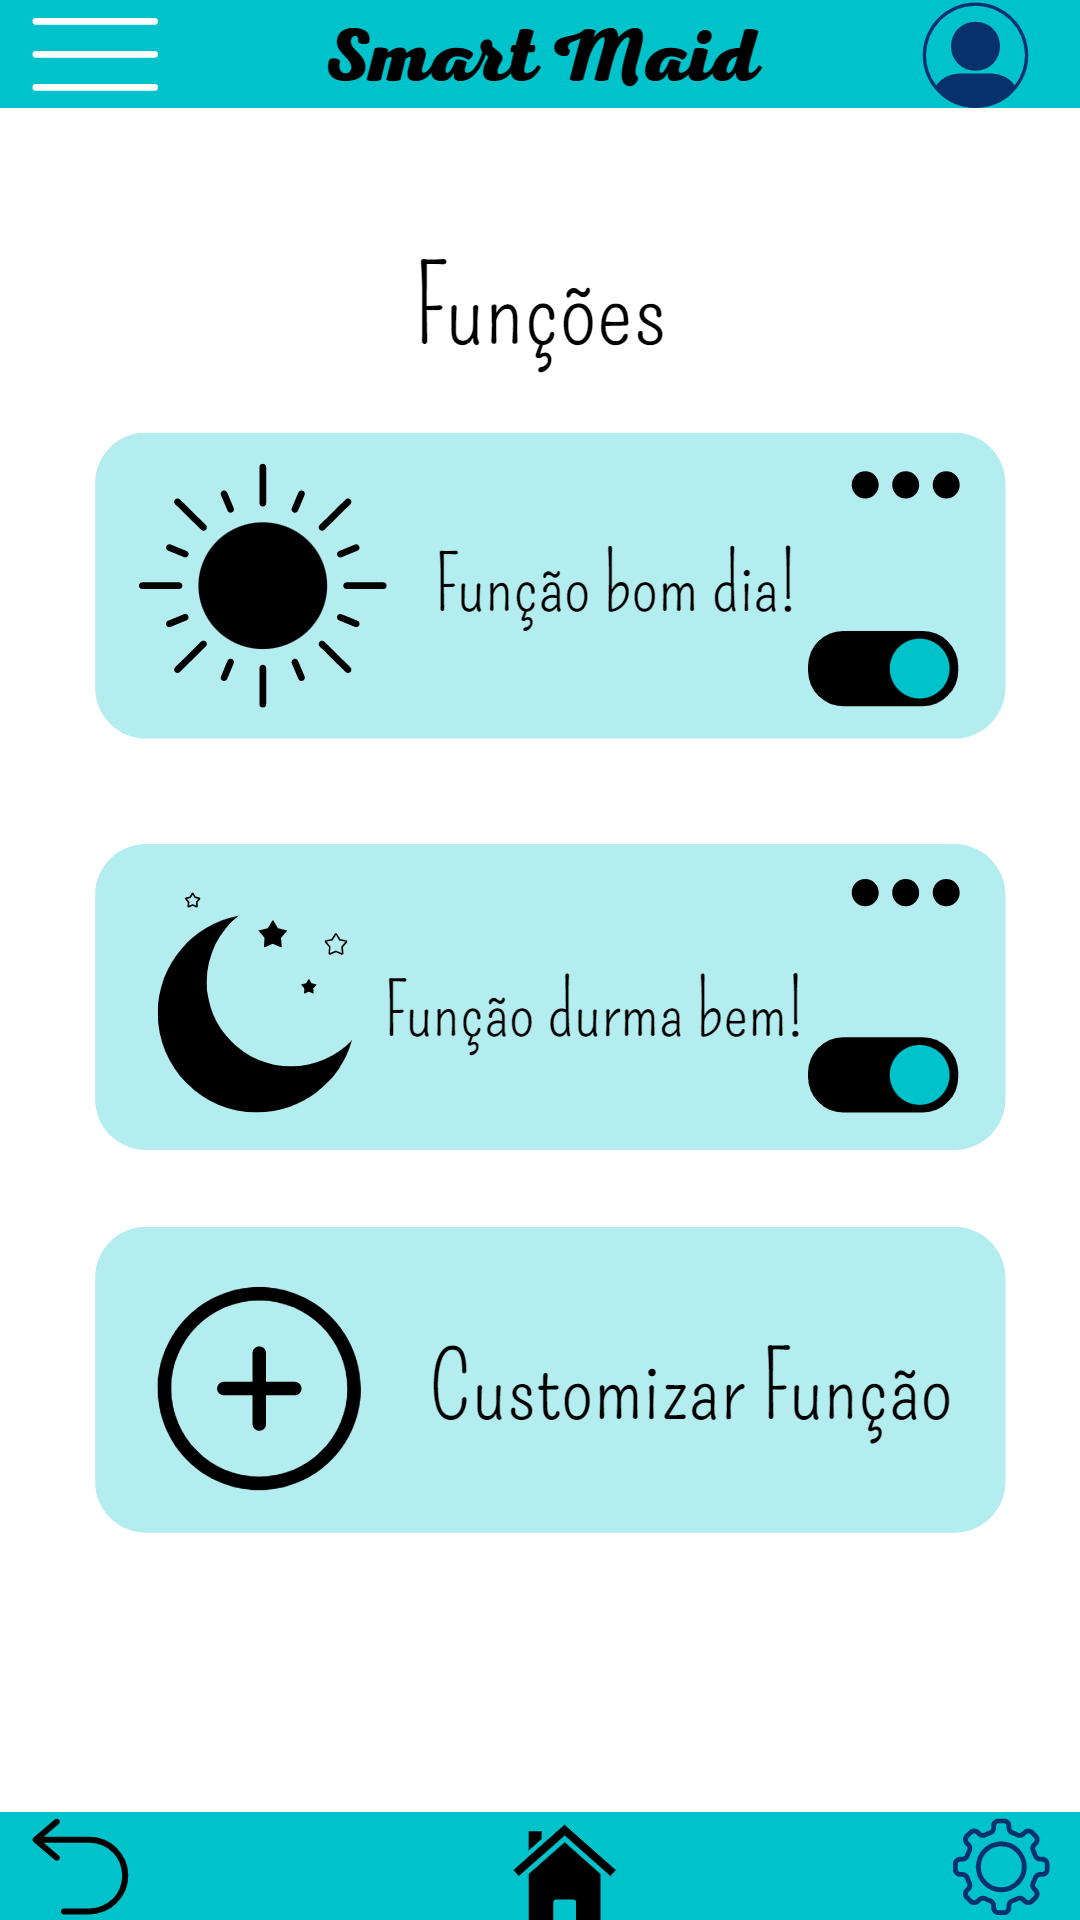 Smart Maid
Funções
Função bom dia!
Função durma bem!
Customizar Função